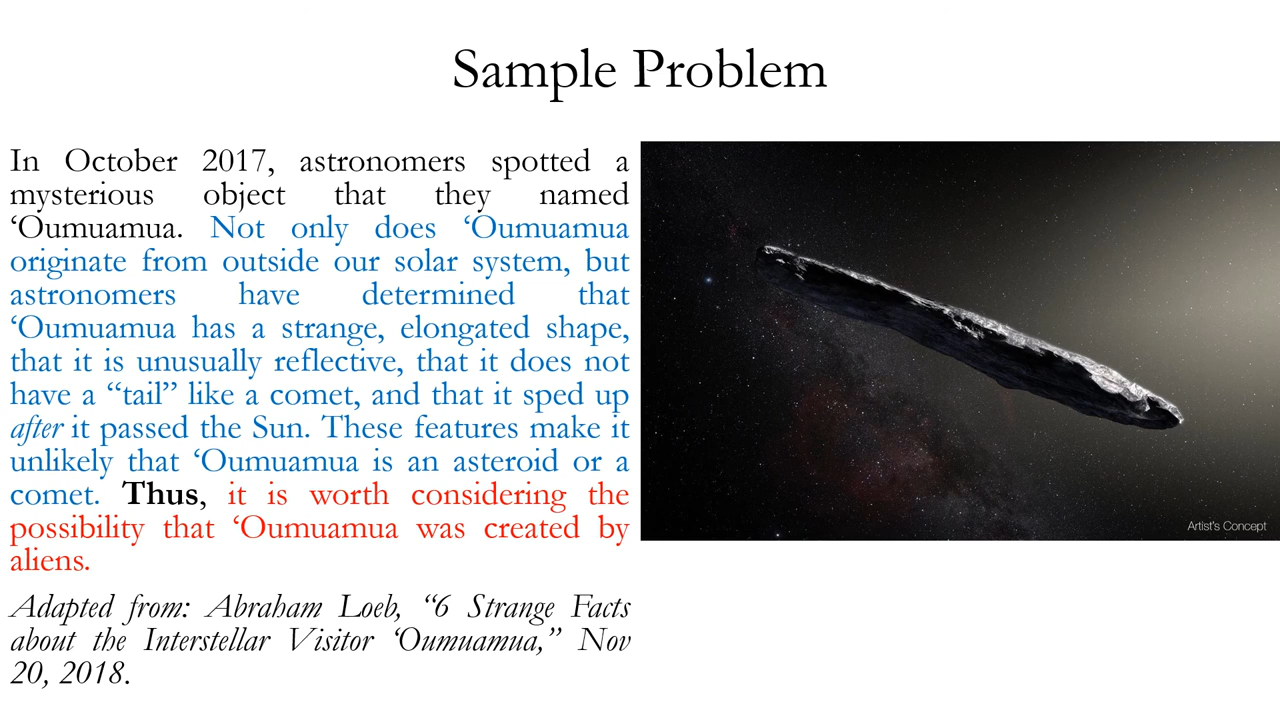 Sample Problem
In October 2017, astronomers spotted a
mysterious object that they named
‘Oumuamua. Not only does ‘Oumuamua
originate from outside our solar system, but
astronomers have determined that
‘Oumuamua has a strange, elongated shape,
that it is unusually reflective, that it does not
have a “tail” like a comet, and that it sped up
after it passed the Sun. These features make it
unlikely that ‘Oumuamua is an asteroid or a
comet. Thus, it is worth considering the
possibility that ‘Oumuamua was created by
aliens.
Adapted from: Abraham Loeb, “6 Strange Facts
about the Interstellar Visitor ‘Oumuamua,” Nov
20, 2018.
Artist's Concept